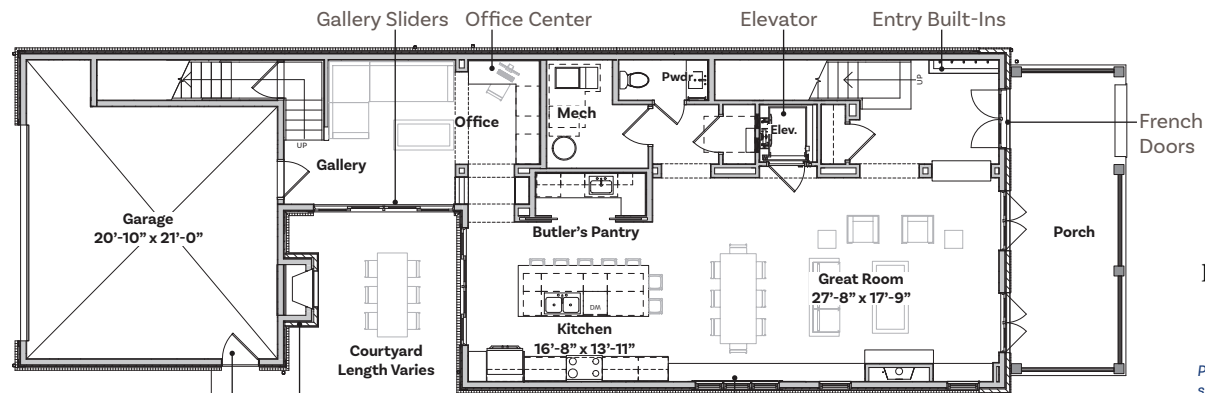 Gallery Sliders
Office Center
Elevator
Entry Built-Ins
French
Doors
Pwdr.
UP
Mech
Office
Elev.
UP
Gallery
Garage
20’-10” x 21’-0”
Butler’s Pantry
Porch
Great Room
27’-8” x 17’-9”
DW
Kitchen
16’-8” x 13’-11”
Courtyard
Length Varies